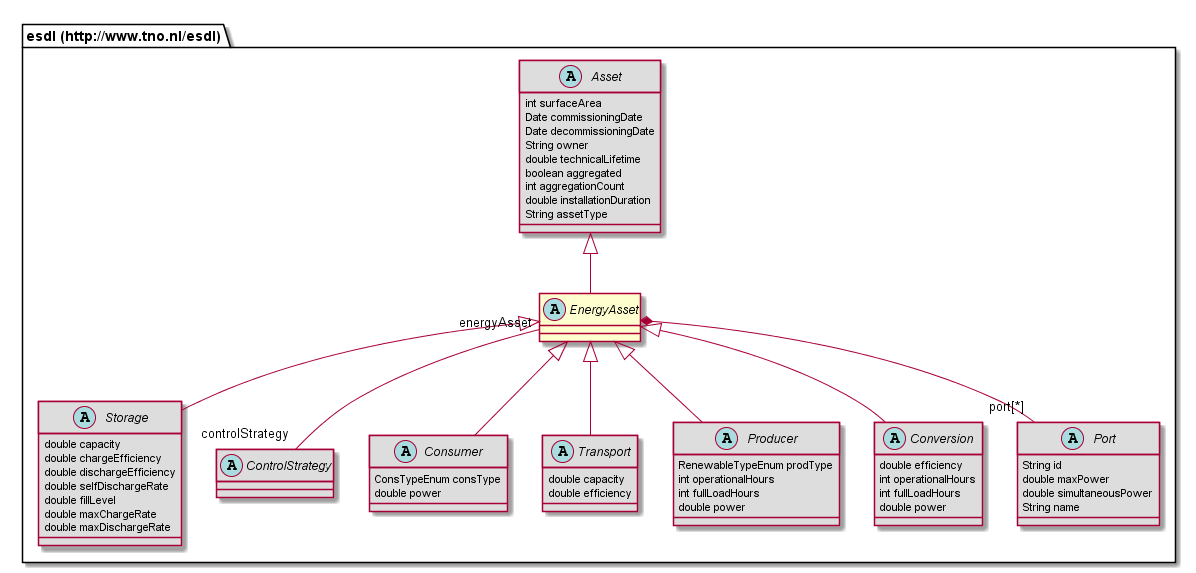 esdl (http://www.tno.nl/esdl)
A Asset
int surfaceArea
Date commissioningDate
Date decommissioningDate
String owner
double technicalLifetime
boolean aggregated
int aggregationCount
double installationDuration
String assetType
A EnergyAsset
energyAsset
port[*]
controlStrategy
A Storage
double capacity
double chargeEfficiency
double dischargeEfficiency
double selfDischargeRate
double fillLevel
double maxChargeRate
double maxDischargeRate
A ControlStrategy
A Consumer
ConsTypeEnum consType
double power
A Transport
double capacity
double efficiency
A Producer
RenewableTypeEnum prodType
int operationalHours
int fullLoadHours
double power
A Conversion
double efficiency
int operationalHours
int fullLoadHours
double power
A Port
String id
double maxPower
double simultaneousPower
String name